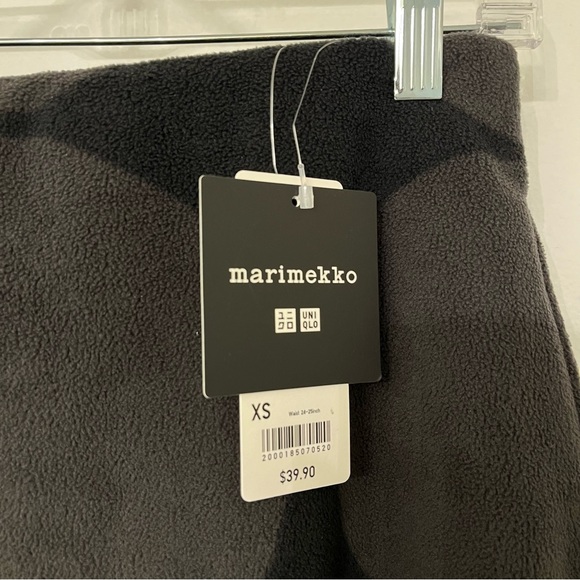 marimekko
ユニ UNI
クロ QLO
XS Waist 24-25inch L
2000185070520
$39.90